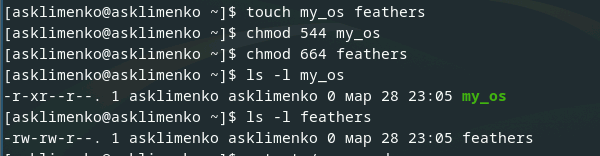 [asklimenko@asklimenko ~]$ touch my_os feathers
[asklimenko@asklimenko ~]$ chmod 544 my_os
[asklimenko@asklimenko ~]$ chmod 664 feathers
[asklimenko@asklimenko ~]$ ls -l my_os
-r-xr--r--. 1 asklimenko asklimenko 0 мар 28 23:05 my_os
[asklimenko@asklimenko ~]$ ls -l feathers
-rw-rw-r--. 1 asklimenko asklimenko 0 мар 28 23:05 feathers